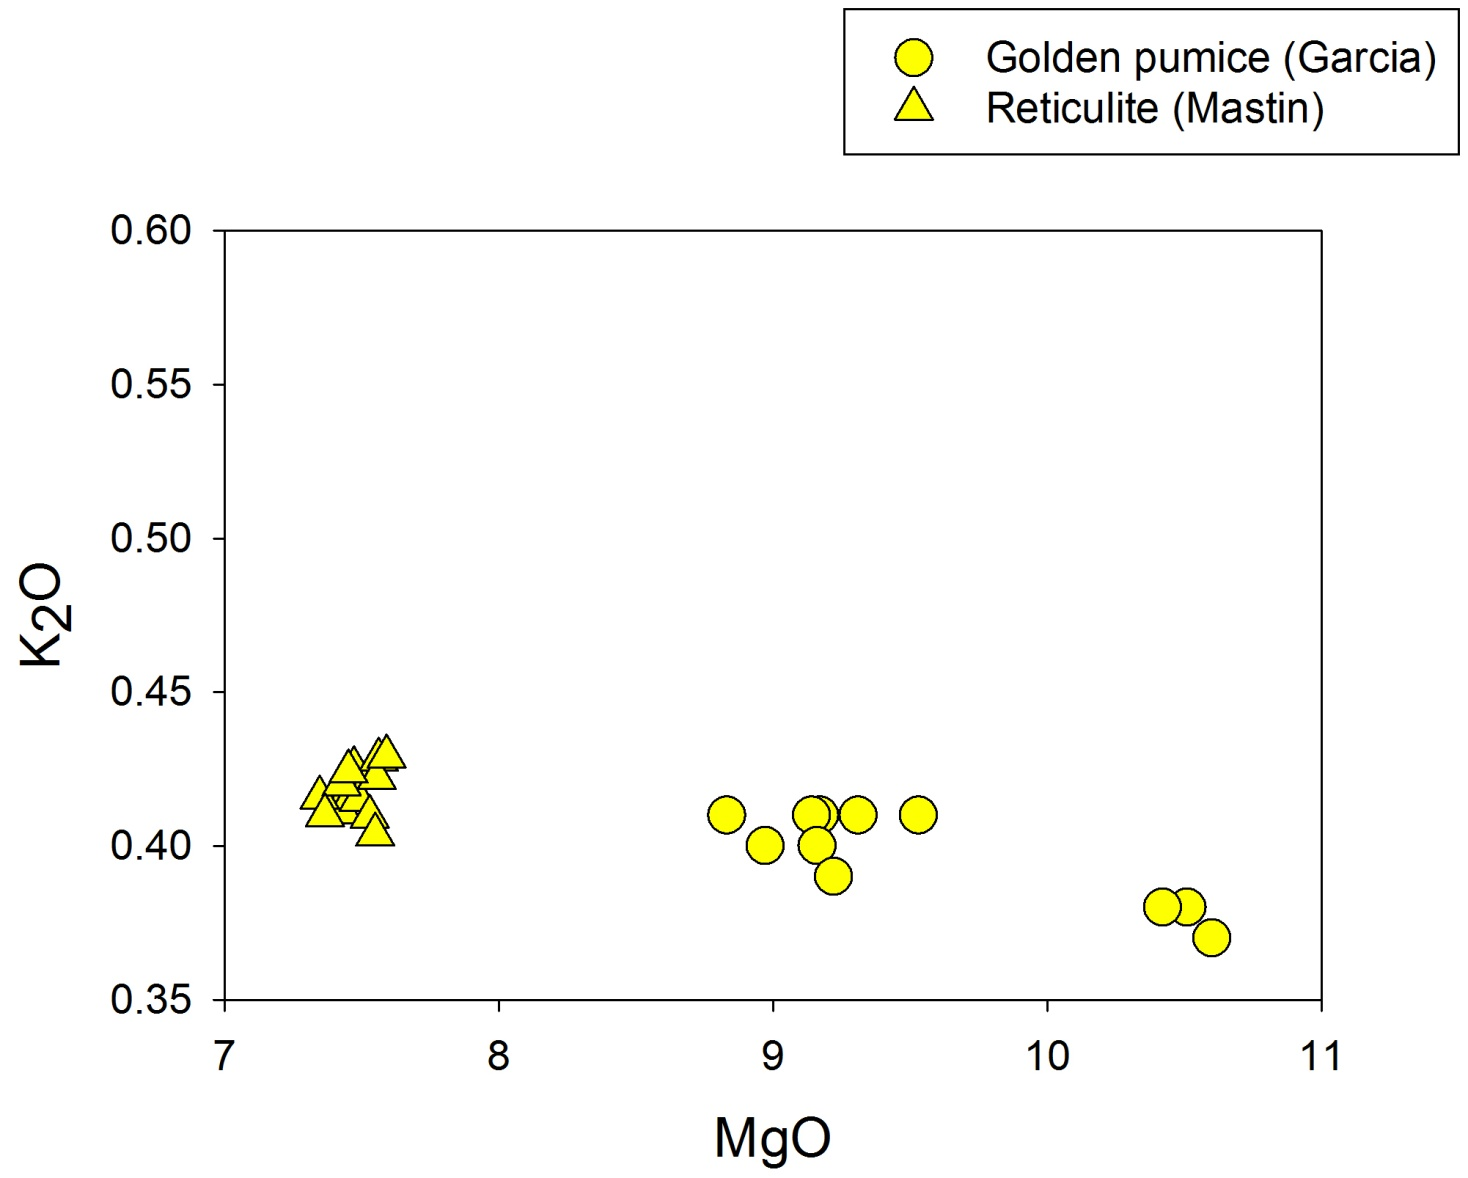 Golden pumice (Garcia)
Reticulite (Mastin)
0.60
0.55
0.50
0.45
0.40
0.35
K₂O
7 8 9 10 11
MgO